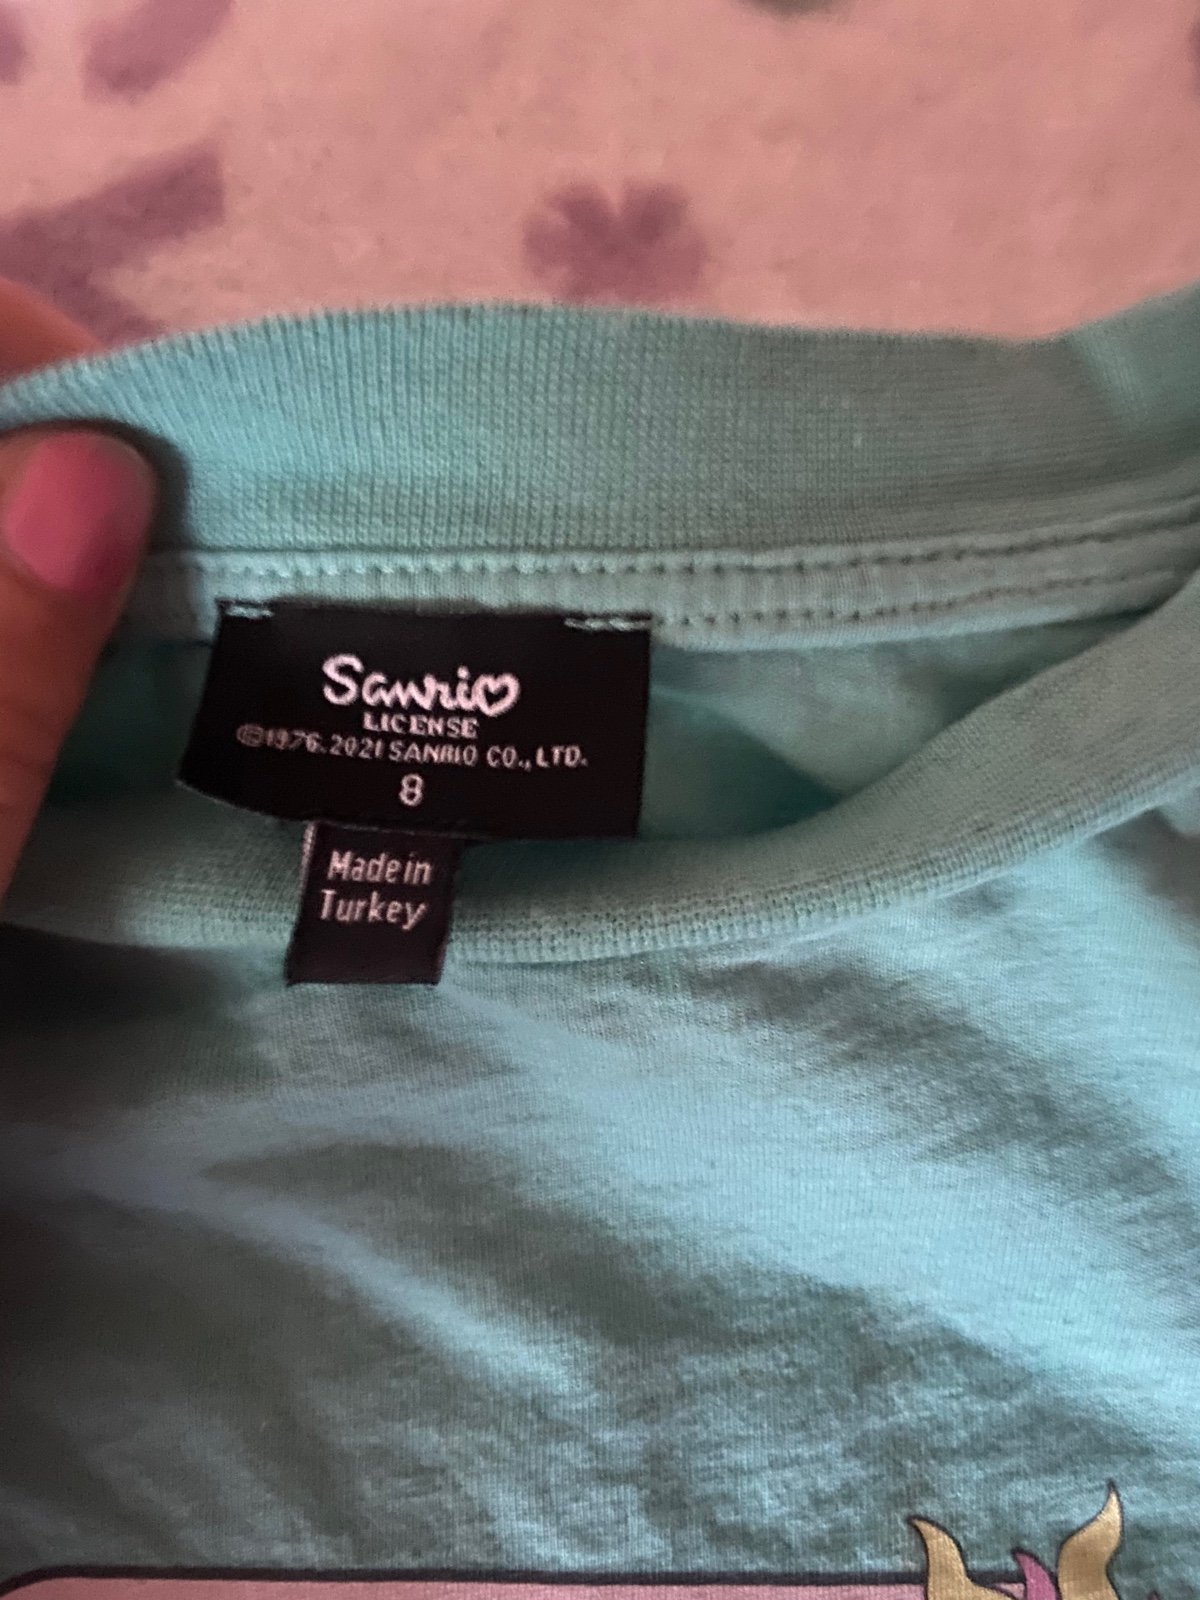 Sanrio
LICENSE
©1976.2021 SANRIO CO., LTD.
8
Made in
Turkey